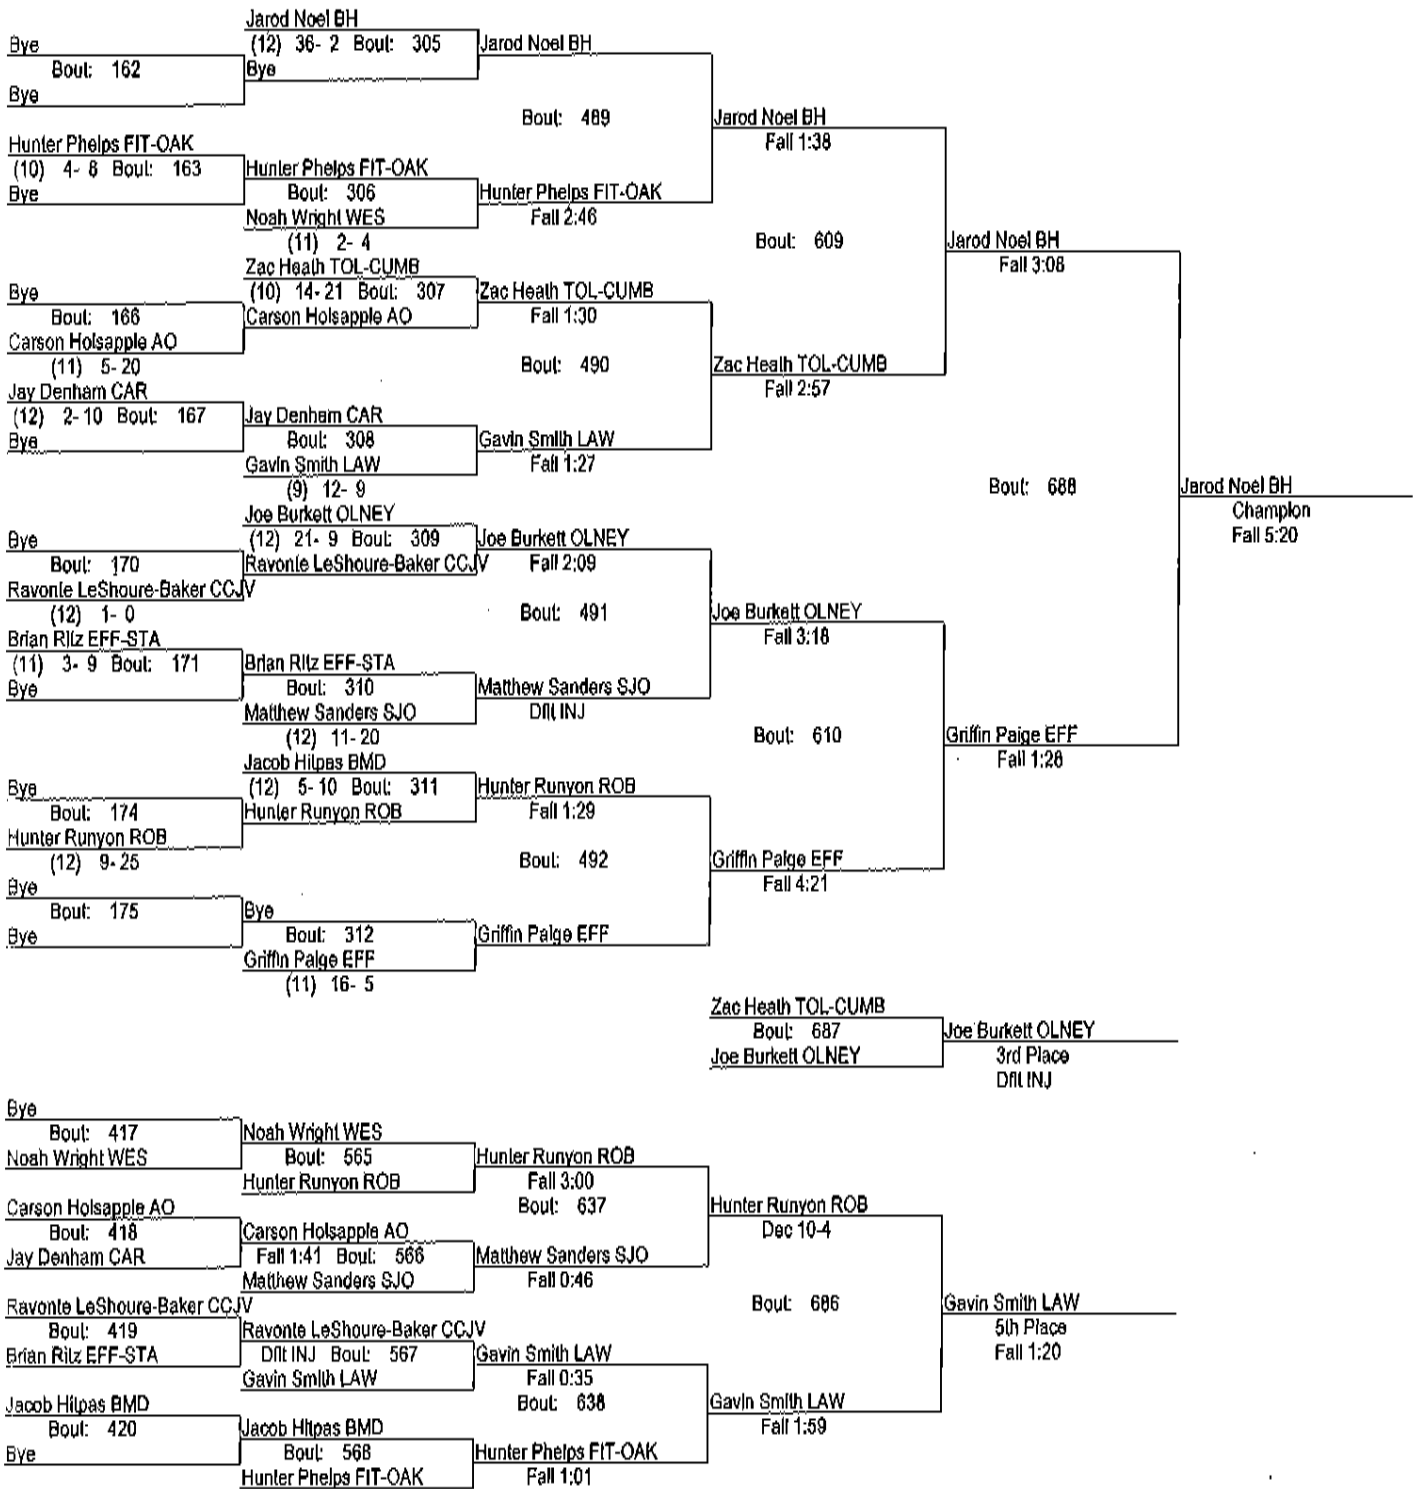 Jarod Noel BH
Bye
(12) 36- 2 Bout: 305
Jarod Noel BH
Bout: 162
Bye
Bye
Bout: 489
Jarod Noel BH
Fall 1:38
Hunter Phelps FIT-OAK
(10) 4- 8 Bout: 163
Hunter Phelps FIT-OAK
Bye
Bout: 306
Hunter Phelps FIT-OAK
Noah Wright WES
Fall 2:46
(11) 2- 4
Bout: 609
Jarod Noel BH
Fall 3:08
Zac Heath TOL-CUMB
Bye
(10) 14-21 Bout: 307
Zac Heath TOL-CUMB
Bout: 166
Carson Holsapple AO
Fall 1:30
Carson Holsapple AO
(11) 5-20
Bout: 490
Zac Heath TOL-CUMB
Fall 2:57
Jay Denham CAR
(12) 2-10 Bout: 167
Jay Denham CAR
Bye
Bout: 308
Gavin Smith LAW
Gavin Smith LAW
Fall 1:27
(9) 12- 9
Bout: 688
Jarod Noel BH
Champion
Fall 5:20
Joe Burkett OLNEY
Bye
(12) 21- 9 Bout: 309
Joe Burkett OLNEY
Bout: 170
Ravonte LeShoure-Baker CCJV
Fall 2:09
Ravonte LeShoure-Baker CCJV
(12) 1- 0
Bout: 491
Joe Burkett OLNEY
Fall 3:18
Brian Ritz EFF-STA
(11) 3- 9 Bout: 171
Brian Ritz EFF-STA
Bye
Bout: 310
Matthew Sanders SJO
Matthew Sanders SJO
Dflt INJ
(12) 11-20
Bout: 610
Griffin Paige EFF
Fall 1:28
Jacob Hitpas BMD
Bye
(12) 5-10 Bout: 311
Hunter Runyon ROB
Bout: 174
Hunter Runyon ROB
Fall 1:29
Hunter Runyon ROB
(12) 9-25
Bout: 492
Griffin Paige EFF
Fall 4:21
Bye
Bout: 175
Bye
Bye
Bout: 312
Griffin Paige EFF
Griffin Paige EFF
(11) 16- 5
Zac Heath TOL-CUMB
Bout: 687
Joe Burkett OLNEY
Joe Burkett OLNEY
3rd Place
Dflt INJ
Bye
Bout: 417
Noah Wright WES
Noah Wright WES
Bout: 565
Hunter Runyon ROB
Hunter Runyon ROB
Fall 3:00
Bout: 637
Hunter Runyon ROB
Dec 10-4
Carson Holsapple AO
Bout: 418
Carson Holsapple AO
Jay Denham CAR
Fall 1:41 Bout: 566
Matthew Sanders SJO
Matthew Sanders SJO
Fall 0:46
Bout: 686
Gavin Smith LAW
5th Place
Fall 1:20
Ravonte LeShoure-Baker CCJV
Bout: 419
Ravonte LeShoure-Baker CCJV
Brian Ritz EFF-STA
Dflt INJ Bout: 567
Gavin Smith LAW
Gavin Smith LAW
Fall 0:35
Bout: 638
Gavin Smith LAW
Fall 1:59
Jacob Hitpas BMD
Bout: 420
Jacob Hitpas BMD
Bye
Bout: 568
Hunter Phelps FIT-OAK
Hunter Phelps FIT-OAK
Fall 1:01